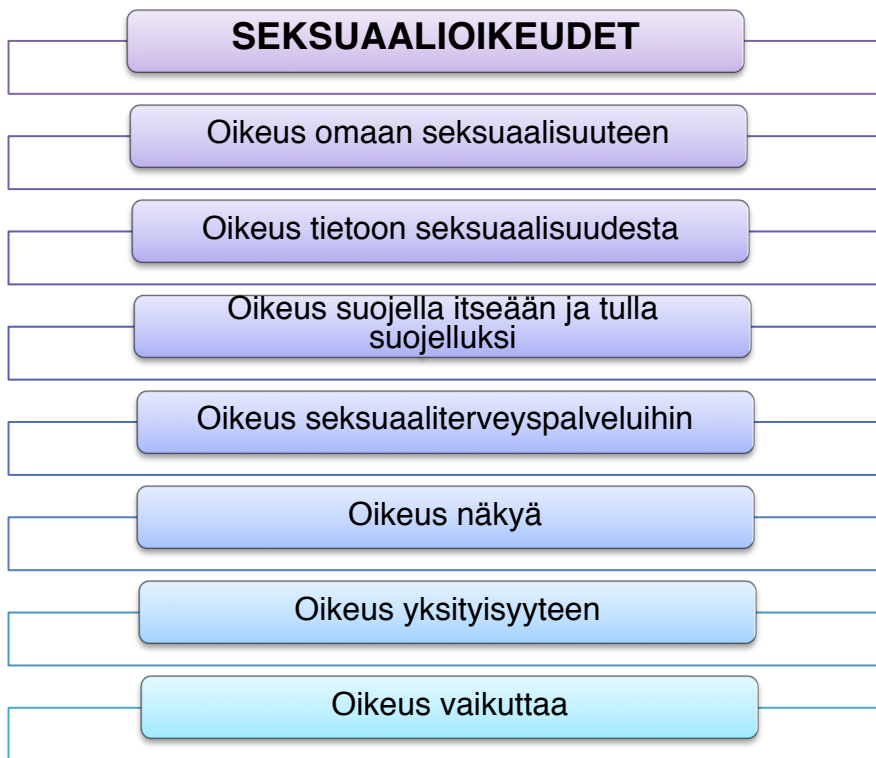 SEKSUAALIOIKEUDET
Oikeus omaan seksuaalisuuteen
Oikeus tietoon seksuaalisuudesta
Oikeus suojella itseään ja tulla
suojelluksi
Oikeus seksuaaliterveyspalveluihin
Oikeus näkyä
Oikeus yksityisyyteen
Oikeus vaikuttaa